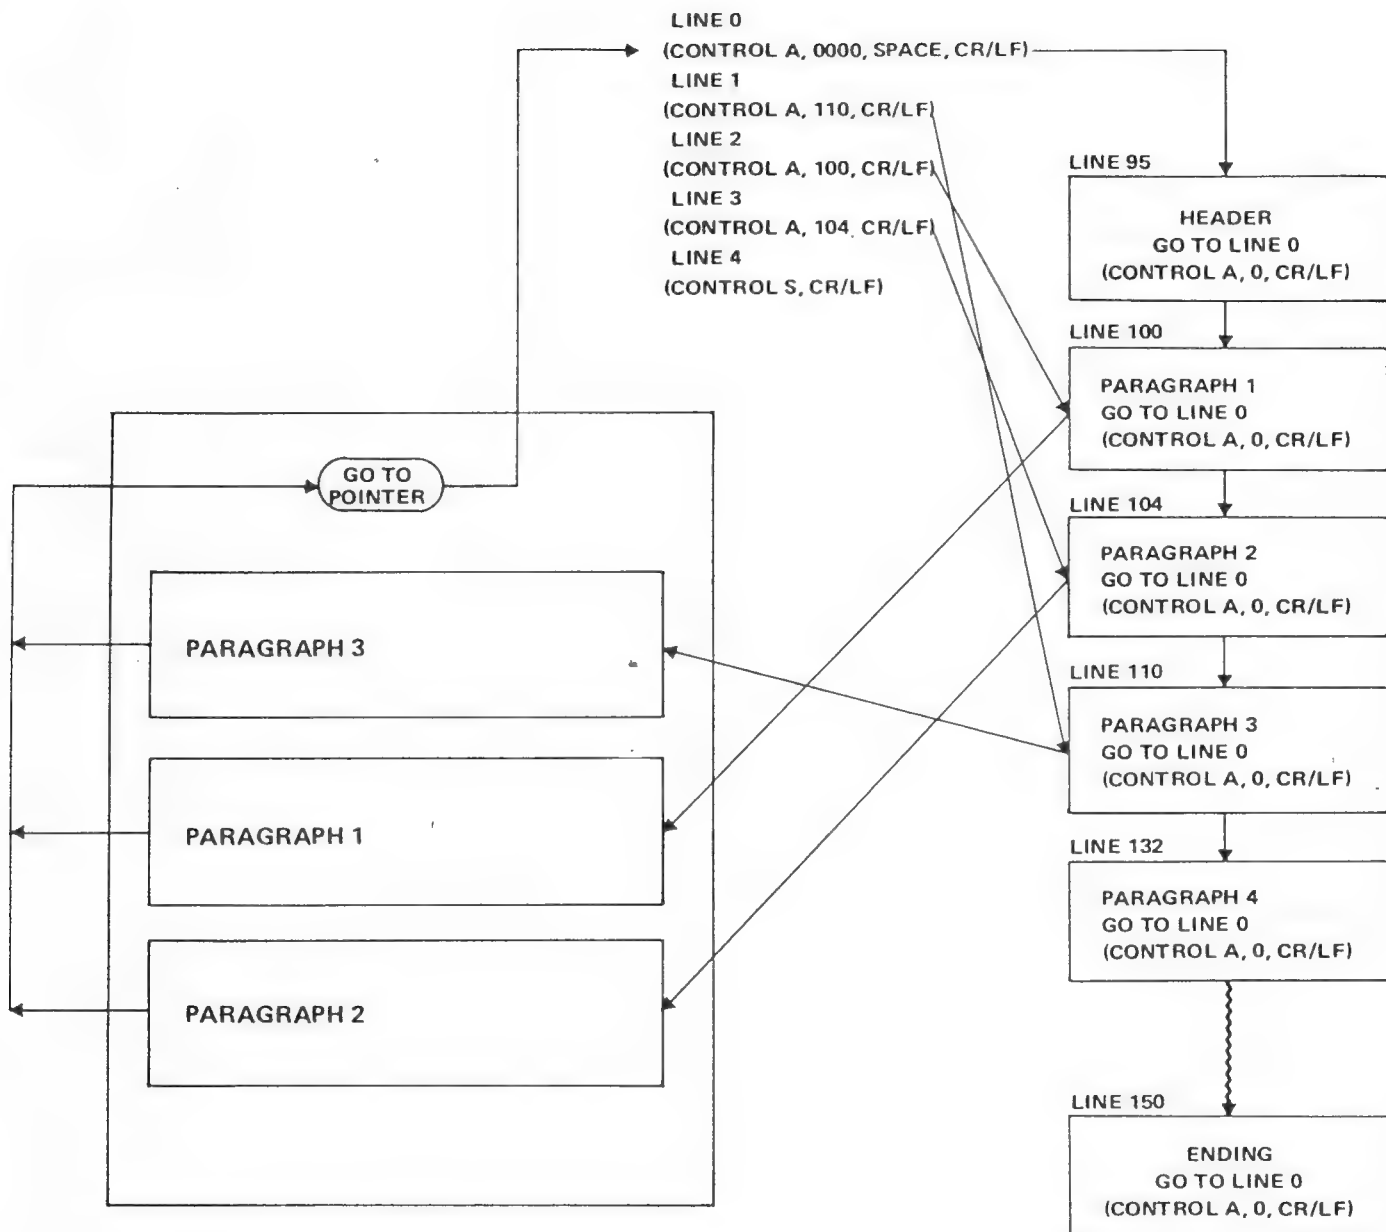 LINE 0
(CONTROL A, 0000, SPACE, CR/LF)
LINE 1
(CONTROL A, 110, CR/LF)
LINE 2
(CONTROL A, 100, CR/LF)
LINE 3
(CONTROL A, 104, CR/LF)
LINE 4
(CONTROL S, CR/LF)
GO TO
POINTER
PARAGRAPH 3
PARAGRAPH 1
PARAGRAPH 2
LINE 95
HEADER
GO TO LINE 0
(CONTROL A, 0, CR/LF)
LINE 100
PARAGRAPH 1
GO TO LINE 0
(CONTROL A, 0, CR/LF)
LINE 104
PARAGRAPH 2
GO TO LINE 0
(CONTROL A, 0, CR/LF)
LINE 110
PARAGRAPH 3
GO TO LINE 0
(CONTROL A, 0, CR/LF)
LINE 132
PARAGRAPH 4
GO TO LINE 0
(CONTROL A, 0, CR/LF)
LINE 150
ENDING
GO TO LINE 0
(CONTROL A, 0, CR/LF)